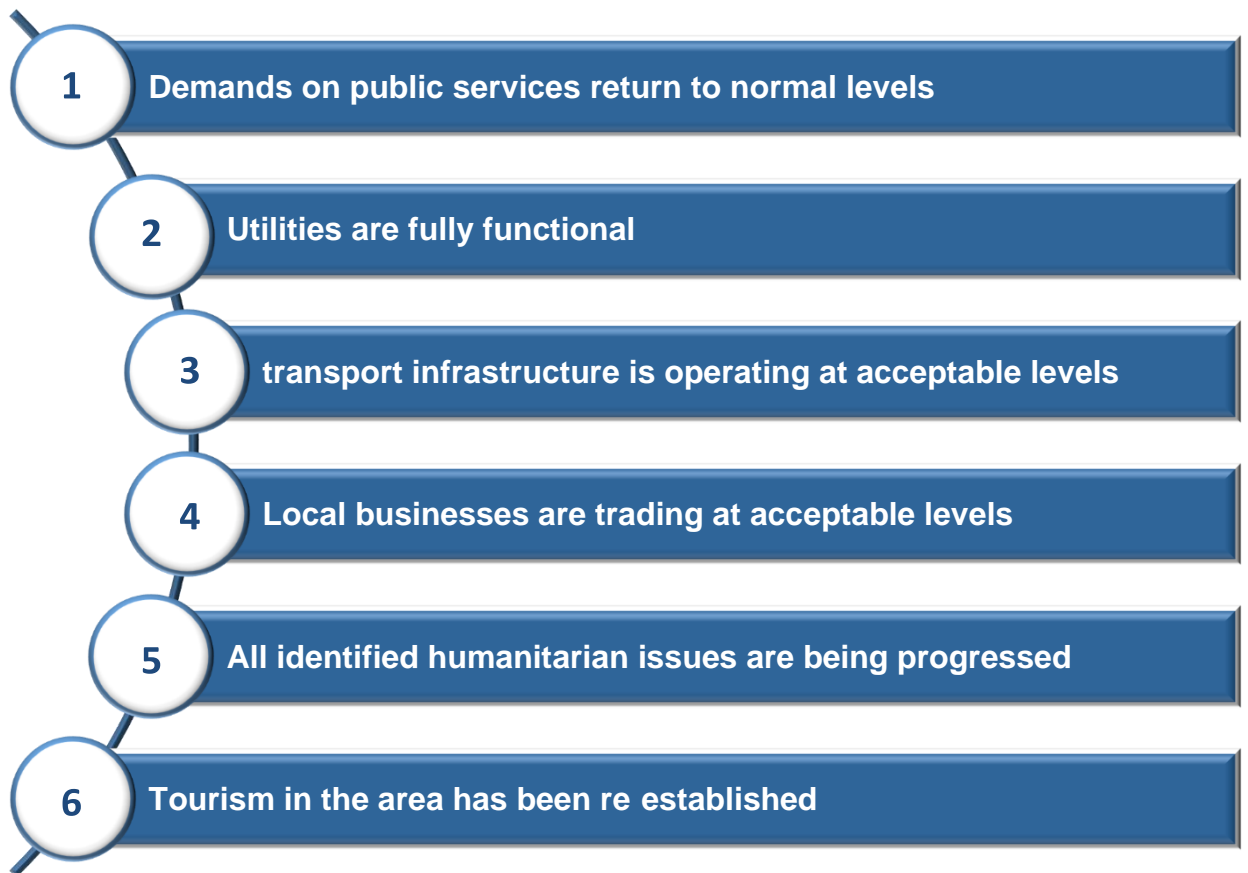 1 Demands on public services return to normal levels
2 Utilities are fully functional
3 transport infrastructure is operating at acceptable levels
4 Local businesses are trading at acceptable levels
5 All identified humanitarian issues are being progressed
6 Tourism in the area has been re established